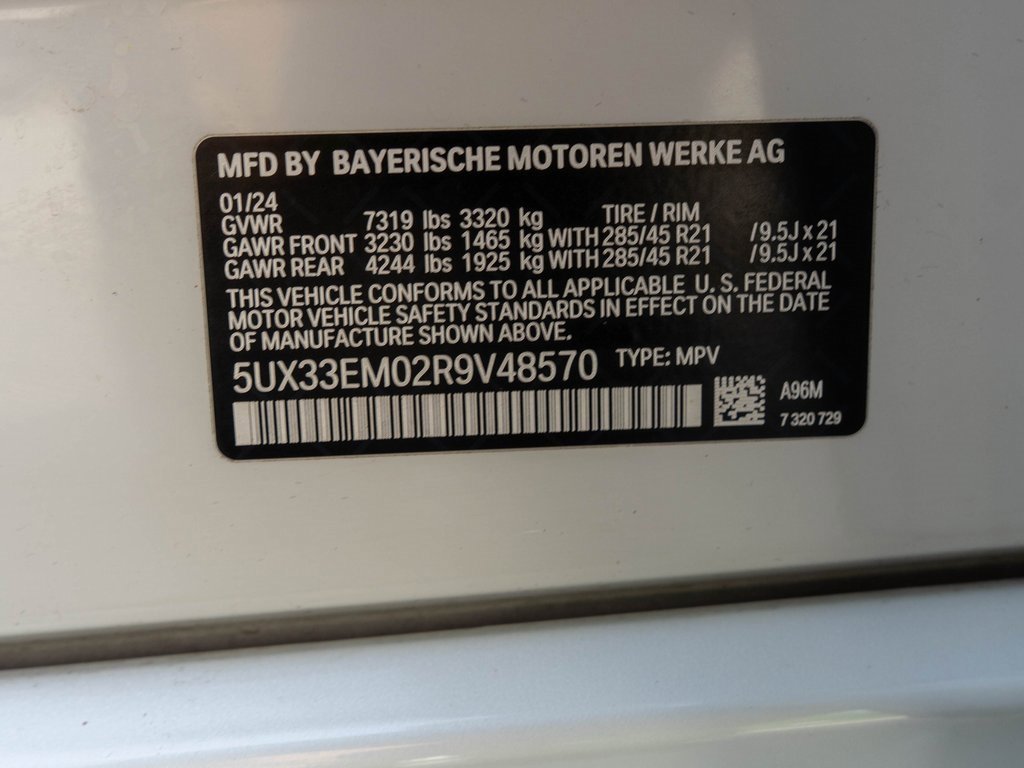 MFD BY BAYERISCHE MOTOREN WERKE AG
01/24
GVWR 7319 lbs 3320 kg TIRE / RIM
GAWR FRONT 3230 lbs 1465 kg WITH 285/45 R21 /9.5J x 21
GAWR REAR 4244 lbs 1925 kg WITH 285/45 R21 /9.5J x 21
THIS VEHICLE CONFORMS TO ALL APPLICABLE U. S. FEDERAL
MOTOR VEHICLE SAFETY STANDARDS IN EFFECT ON THE DATE
OF MANUFACTURE SHOWN ABOVE.
5UX33EM02R9V48570 TYPE: MPV
A96M
7 320 729